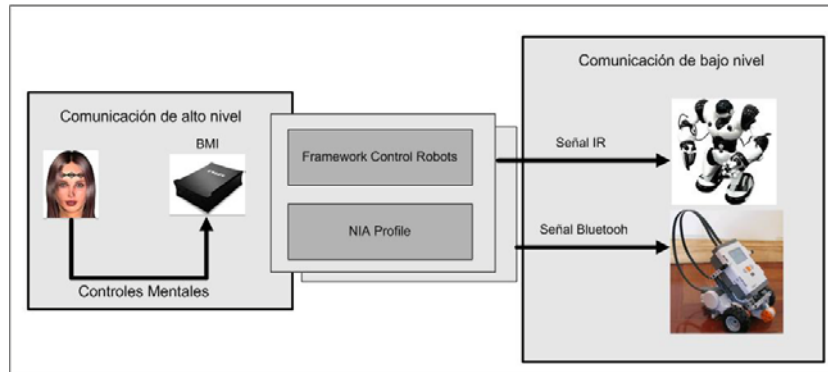 Comunicación de alto nivel
BMI
Controles Mentales
Framework Control Robots
NIA Profile
Comunicación de bajo nivel
Señal IR
Señal Bluetooh